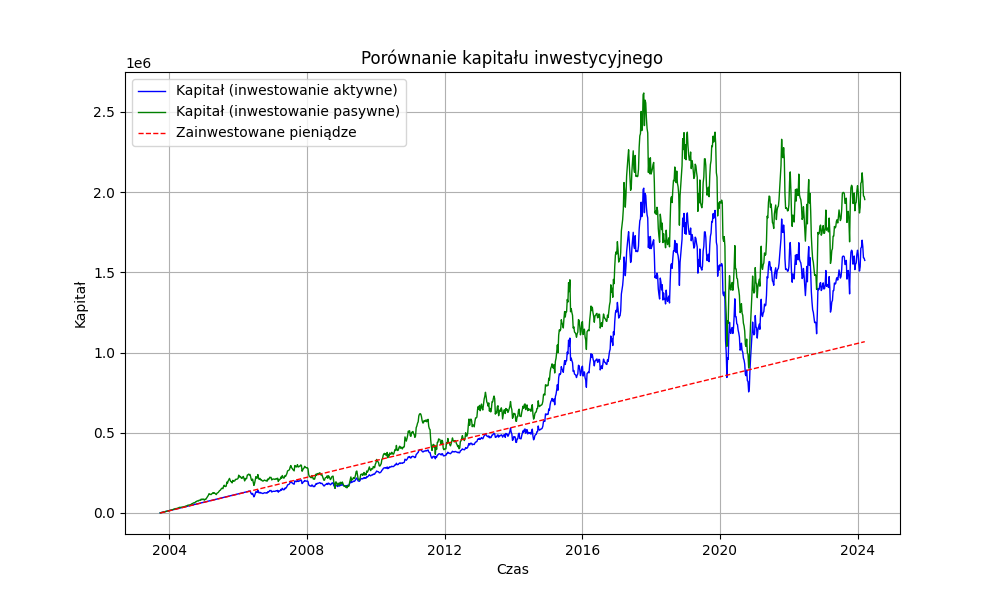 Porównanie kapitału inwestycyjnego
1e6
Kapitał (inwestowanie aktywne)
Kapitał (inwestowanie pasywne)
Zainwestowane pieniądze
2.5
2.0
1.5
1.0
0.5
0.0
Kapitał
2004 2008 2012 2016 2020 2024
Czas